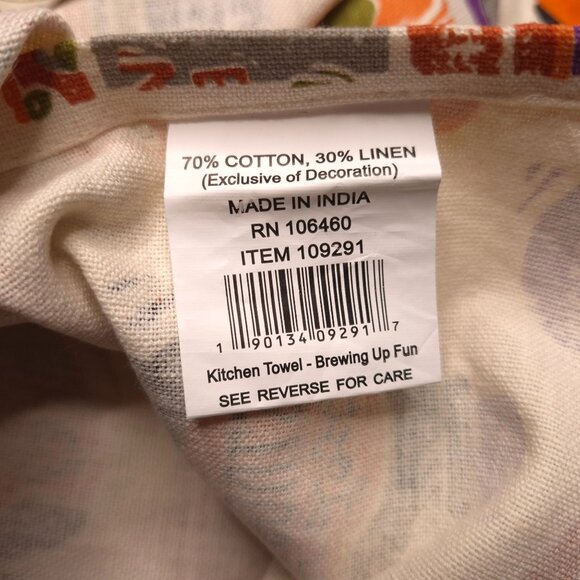 70% COTTON, 30% LINEN
(Exclusive of Decoration)
MADE IN INDIA
RN 106460
ITEM 109291
1 90134 09291 7
Kitchen Towel - Brewing Up Fun
SEE REVERSE FOR CARE